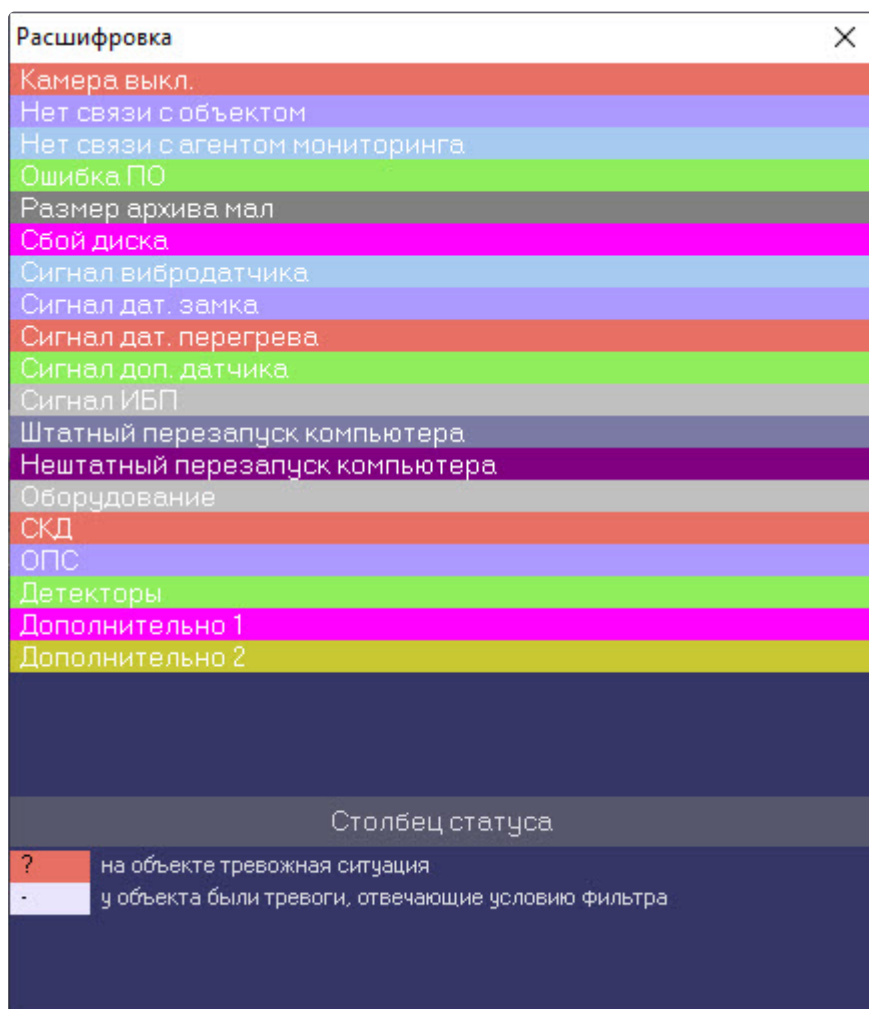 Расшифровка
Камера выкл.
Нет связи с объектом
Нет связи с агентом мониторинга
Ошибка ПО
Размер архива мал
Сбой диска
Сигнал вибродатчика
Сигнал дат. замка
Сигнал дат. перегрева
Сигнал доп. датчика
Сигнал ИБП
Штатный перезапуск компьютера
Нештатный перезапуск компьютера
Оборудование
СКД
ОПС
Детекторы
Дополнительно 1
Дополнительно 2
Столбец статуса
? на объекте тревожная ситуация
- у объекта были тревоги, отвечающие условию фильтра